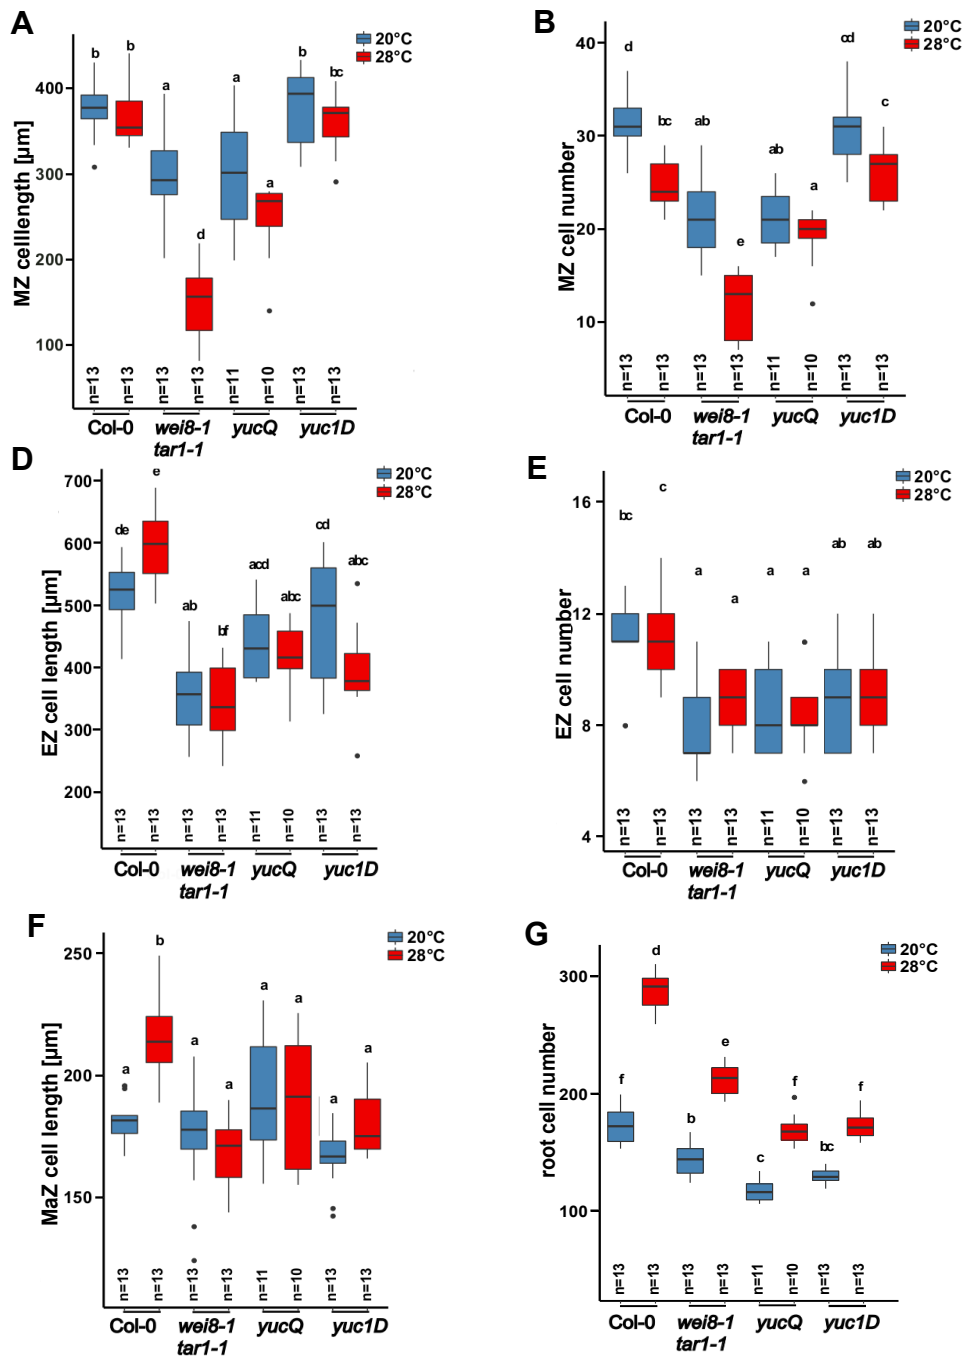 A
MZ celllength [µm]
400
300
200
100
b
b
a
d
a
a
b
bc
20°C
28°C
n=13
n=13
n=13
n=13
n=11
n=10
n=13
n=13
Col-0
wei8-1
tar1-1
yucQ
yuc1D
B
MZ cell number
40
30
20
10
d
bc
ab
e
ab
a
cd
c
20°C
28°C
n=13
n=13
n=13
n=13
n=11
n=10
n=13
n=13
Col-0
wei8-1
tar1-1
yucQ
yuc1D
D
EZ cell length [µm]
700
600
500
400
300
200
de
e
ab
bf
acd
abc
cd
abc
20°C
28°C
n=13
n=13
n=13
n=13
n=11
n=10
n=13
n=13
Col-0
wei8-1
tar1-1
yucQ
yuc1D
E
EZ cell number
16
12
8
4
bc
c
a
a
a
a
ab
ab
20°C
28°C
n=13
n=13
n=13
n=13
n=11
n=10
n=13
n=13
Col-0
wei8-1
tar1-1
yucQ
yuc1D
F
MaZ cell length [µm]
250
200
150
a
b
a
a
a
a
a
a
20°C
28°C
n=13
n=13
n=13
n=13
n=11
n=10
n=13
n=13
Col-0
wei8-1
tar1-1
yucQ
yuc1D
G
root cell number
300
200
100
f
d
b
e
c
f
bc
f
20°C
28°C
n=13
n=13
n=13
n=13
n=11
n=10
n=13
n=13
Col-0
wei8-1
tar1-1
yucQ
yuc1D